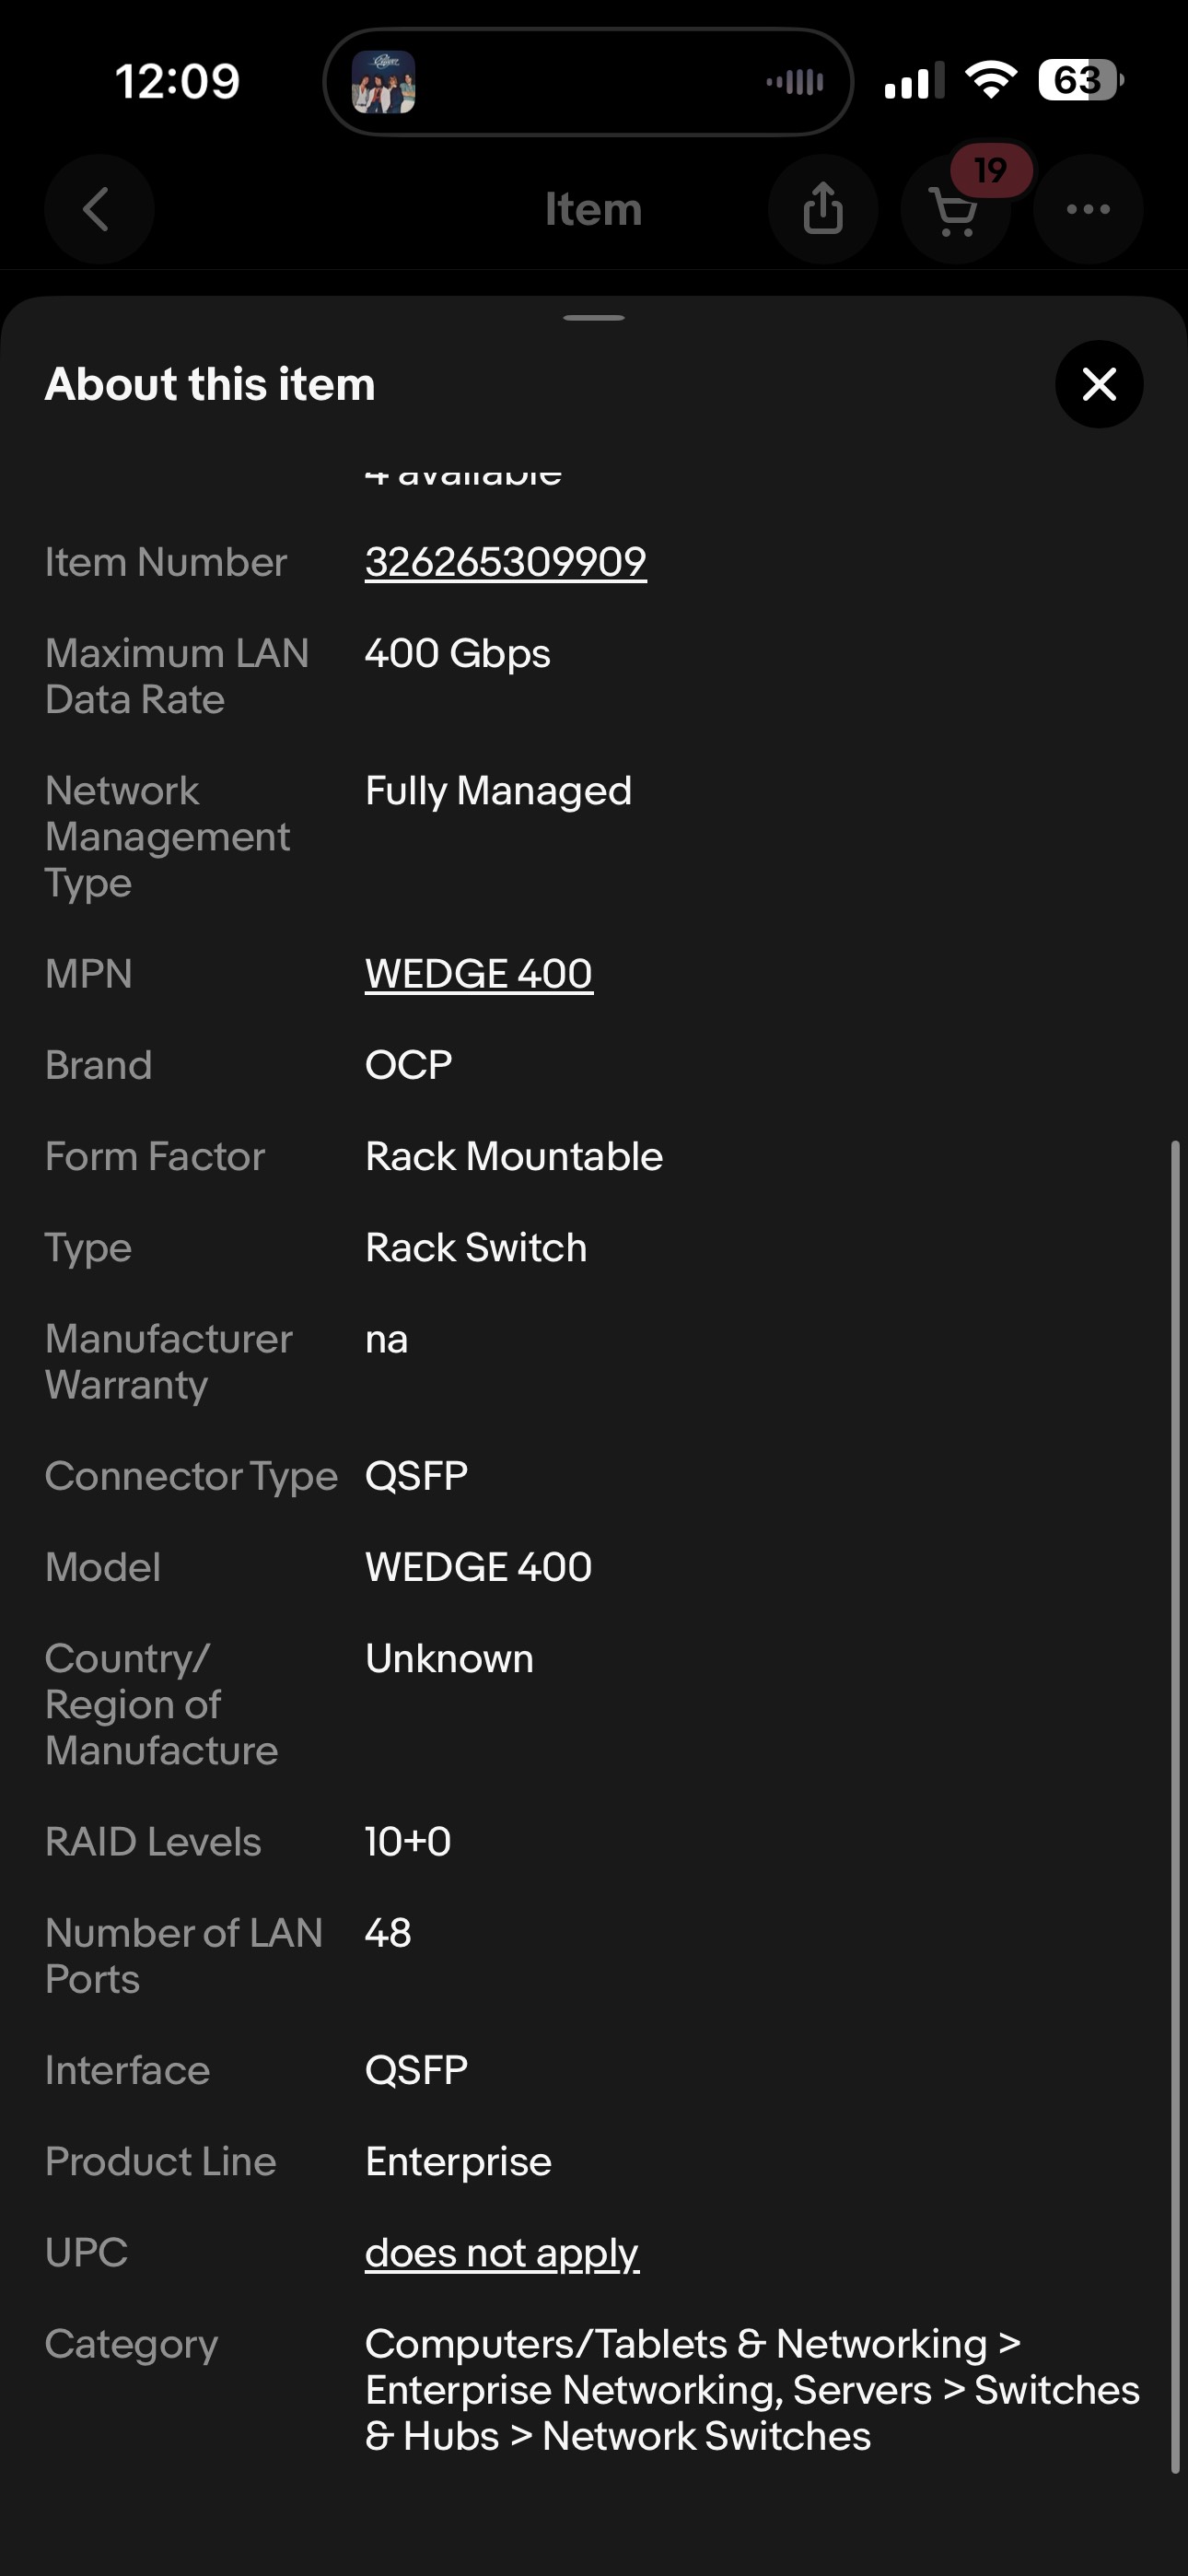 12:09
63
19
Item
About this item
4 available
Item Number 326265309909
Maximum LAN 400 Gbps
Data Rate
Network Fully Managed
Management
Type
MPN WEDGE 400
Brand OCP
Form Factor Rack Mountable
Type Rack Switch
Manufacturer na
Warranty
Connector Type QSFP
Model WEDGE 400
Country/ Unknown
Region of
Manufacture
RAID Levels 10+0
Number of LAN 48
Ports
Interface QSFP
Product Line Enterprise
UPC does not apply
Category Computers/Tablets & Networking >
Enterprise Networking, Servers > Switches
& Hubs > Network Switches